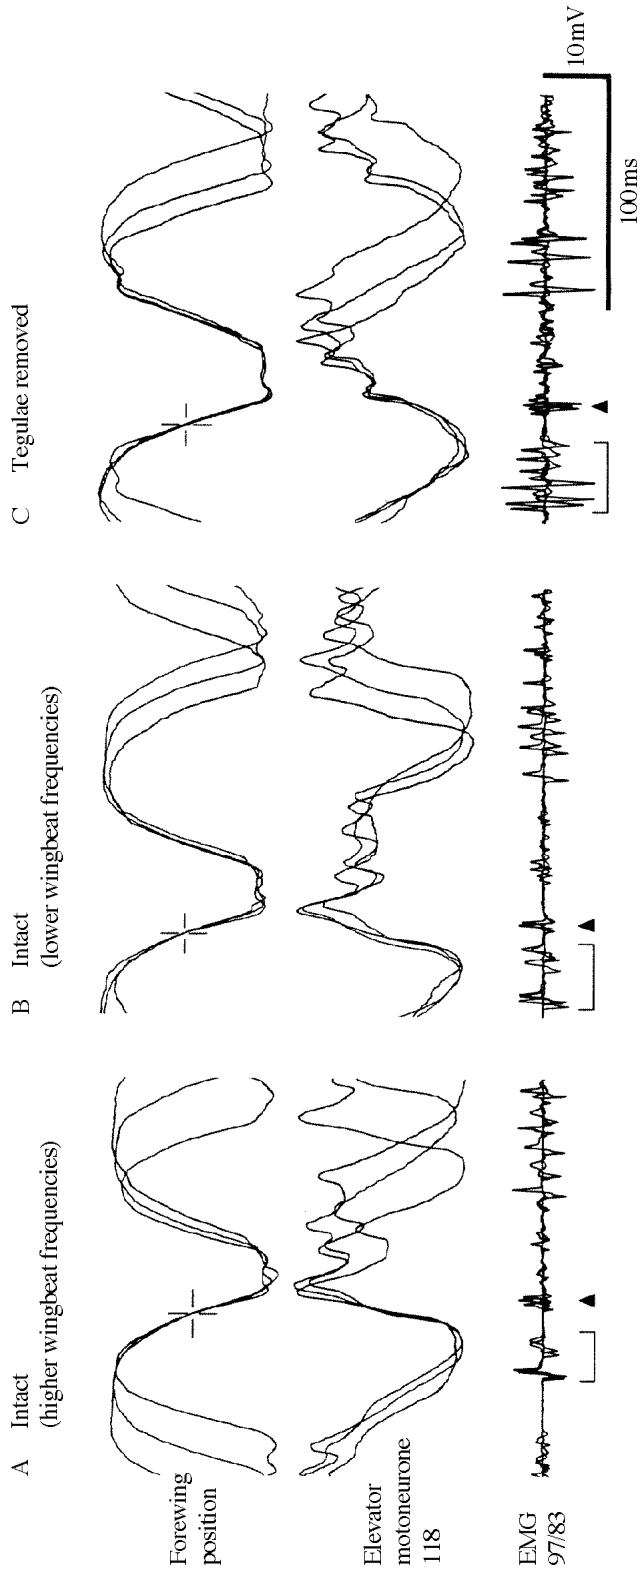 A Intact
(higher wingbeat frequencies)
B Intact
(lower wingbeat frequencies)
C Tegulae removed
Forewing
position
Elevator
motoneurone
118
EMG
97/83
10mV
100ms